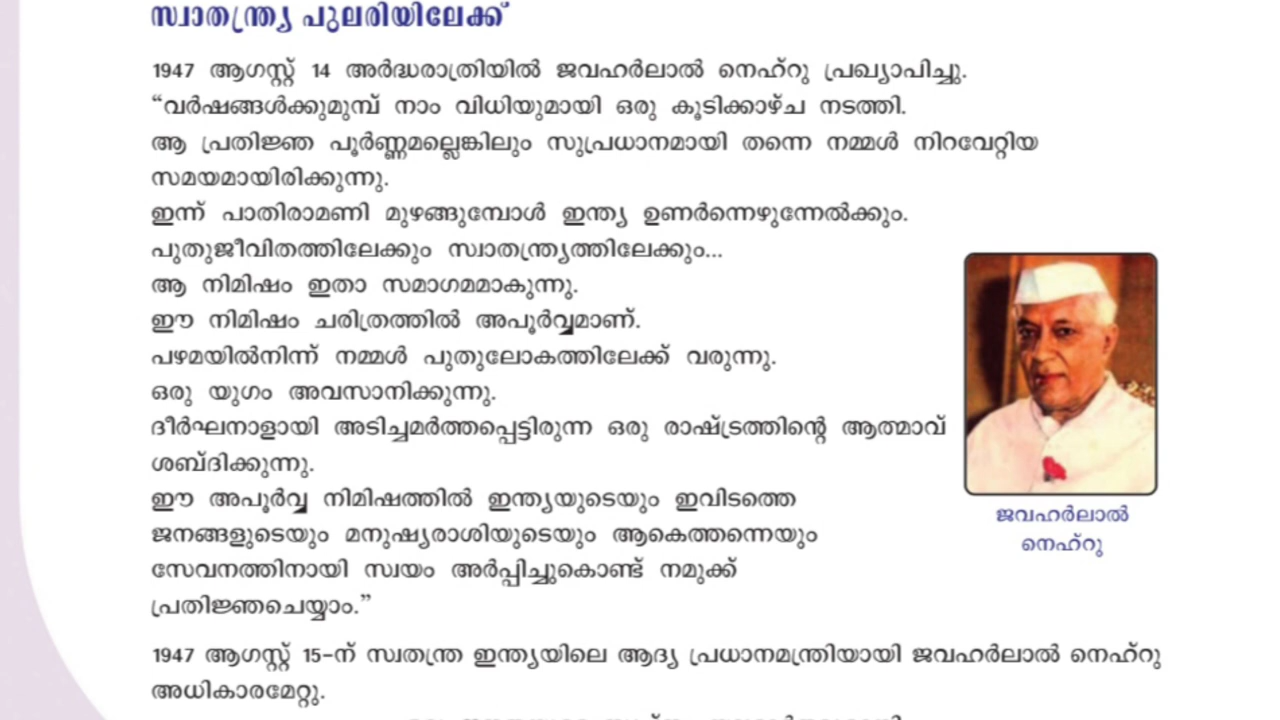 സ്വാതന്ത്ര്യ പുലരിയിലേക്ക്
1947 ആഗസ്റ്റ് 14 അർദ്ധരാത്രിയിൽ ജവഹർലാൽ നെഹ്റു പ്രഖ്യാപിച്ചു.
“വർഷങ്ങൾക്കുമുമ്പ് നാം വിധിയുമായി ഒരു കൂടിക്കാഴ്ച നടത്തി.
ആ പ്രതിജ്ഞ പൂർണ്ണമല്ലെങ്കിലും സുപ്രധാനമായി തന്നെ നമ്മൾ നിറവേറ്റിയ
സമയമായിരിക്കുന്നു.
ഇന്ന് പാതിരാമണി മുഴങ്ങുമ്പോൾ ഇന്ത്യ ഉണർന്നെഴുന്നേൽക്കും.
പുതുജീവിതത്തിലേക്കും സ്വാതന്ത്ര്യത്തിലേക്കും...
ആ നിമിഷം ഇതാ സമാഗമമാകുന്നു.
ഈ നിമിഷം ചരിത്രത്തിൽ അപൂർവ്വമാണ്.
പഴമയിൽനിന്ന് നമ്മൾ പുതുലോകത്തിലേക്ക് വരുന്നു.
ഒരു യുഗം അവസാനിക്കുന്നു.
ദീർഘനാളായി അടിച്ചമർത്തപ്പെട്ടിരുന്ന ഒരു രാഷ്ട്രത്തിന്റെ ആത്മാവ്
ശബ്ദിക്കുന്നു.
ഈ അപൂർവ്വ നിമിഷത്തിൽ ഇന്ത്യയുടെയും ഇവിടത്തെ
ജനങ്ങളുടെയും മനുഷ്യരാശിയുടെയും ആകെത്തന്നെയും
സേവനത്തിനായി സ്വയം അർപ്പിച്ചുകൊണ്ട് നമുക്ക്
പ്രതിജ്ഞചെയ്യാം.”
ജവഹർലാൽ
നെഹ്റു
1947 ആഗസ്റ്റ് 15-ന് സ്വതന്ത്ര ഇന്ത്യയിലെ ആദ്യ പ്രധാനമന്ത്രിയായി ജവഹർലാൽ നെഹ്റു
അധികാരമേറ്റു.